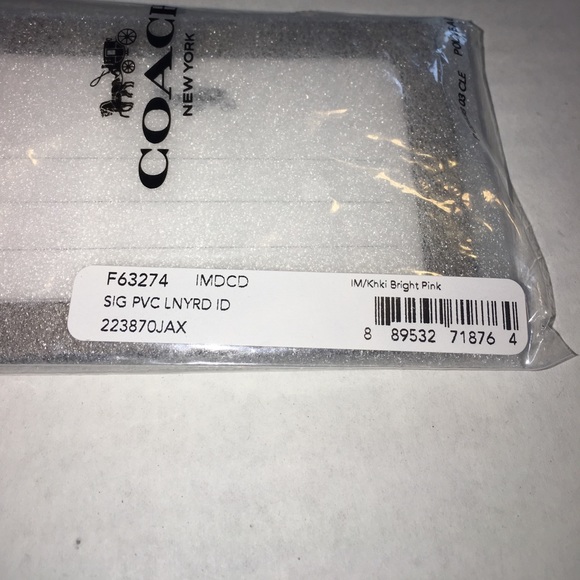 COACH
NEW YORK
F63274 IMDCD
SIG PVC LNYRD ID
223870JAX
IM/Khki Bright Pink
8 89532 71876 4